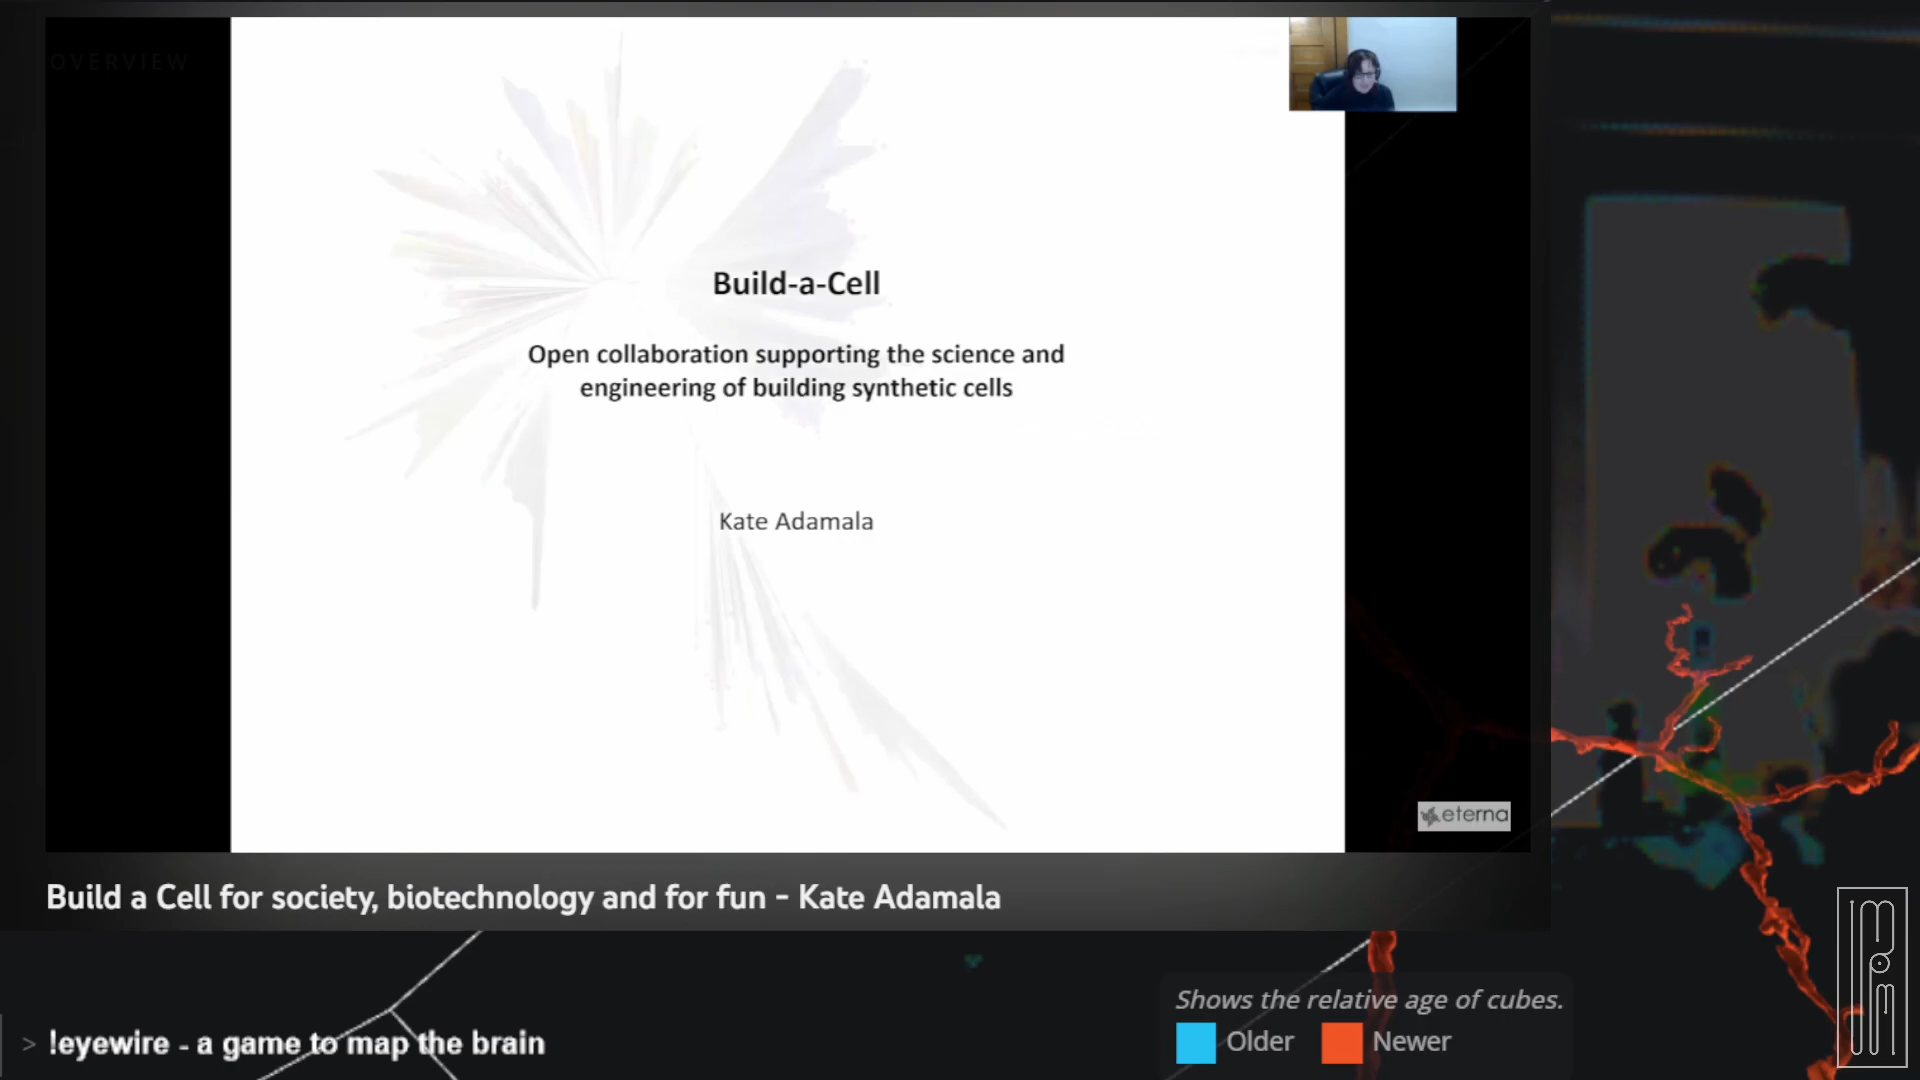 OVERVIEW
Build-a-Cell
Open collaboration supporting the science and
engineering of building synthetic cells
Kate Adamala
eterna
Build a Cell for society, biotechnology and for fun - Kate Adamala
> !eyewire - a game to map the brain
Shows the relative age of cubes.
Older Newer